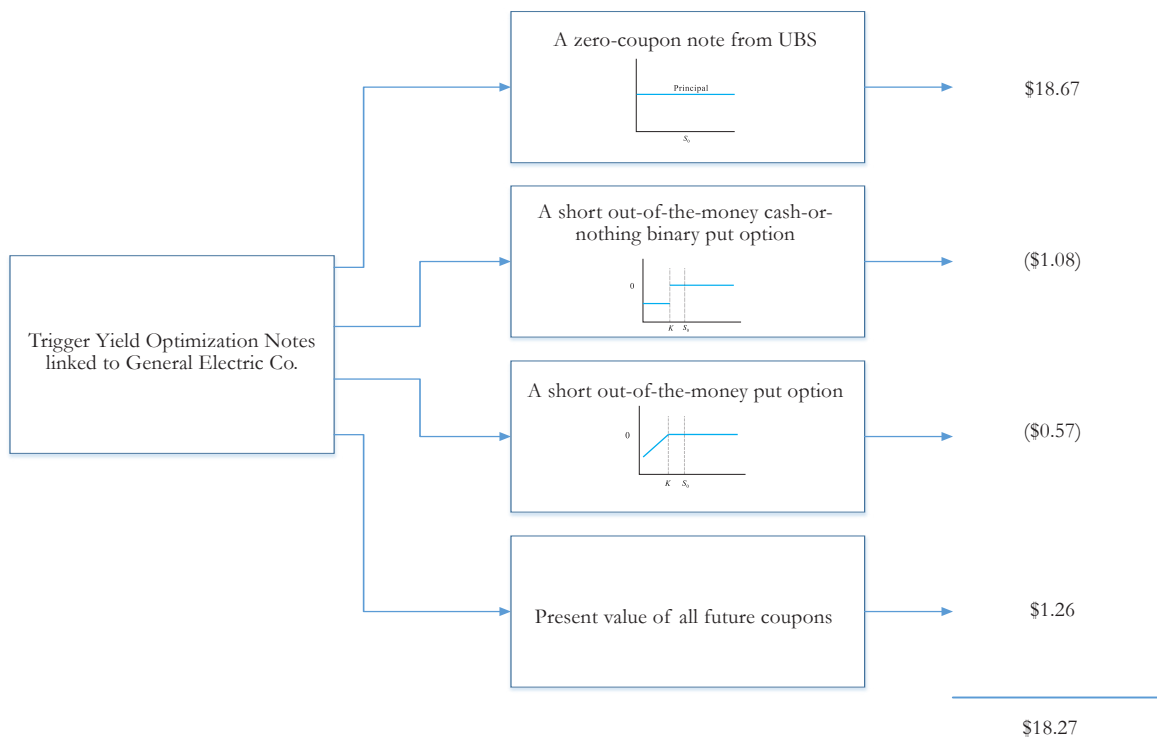 A zero-coupon note from UBS
Principal
S₀
$18.67
A short out-of-the-money cash-or-
nothing binary put option
0
K
S₀
($1.08)
Trigger Yield Optimization Notes
linked to General Electric Co.
A short out-of-the-money put option
0
K
S₀
($0.57)
Present value of all future coupons
$1.26
$18.27